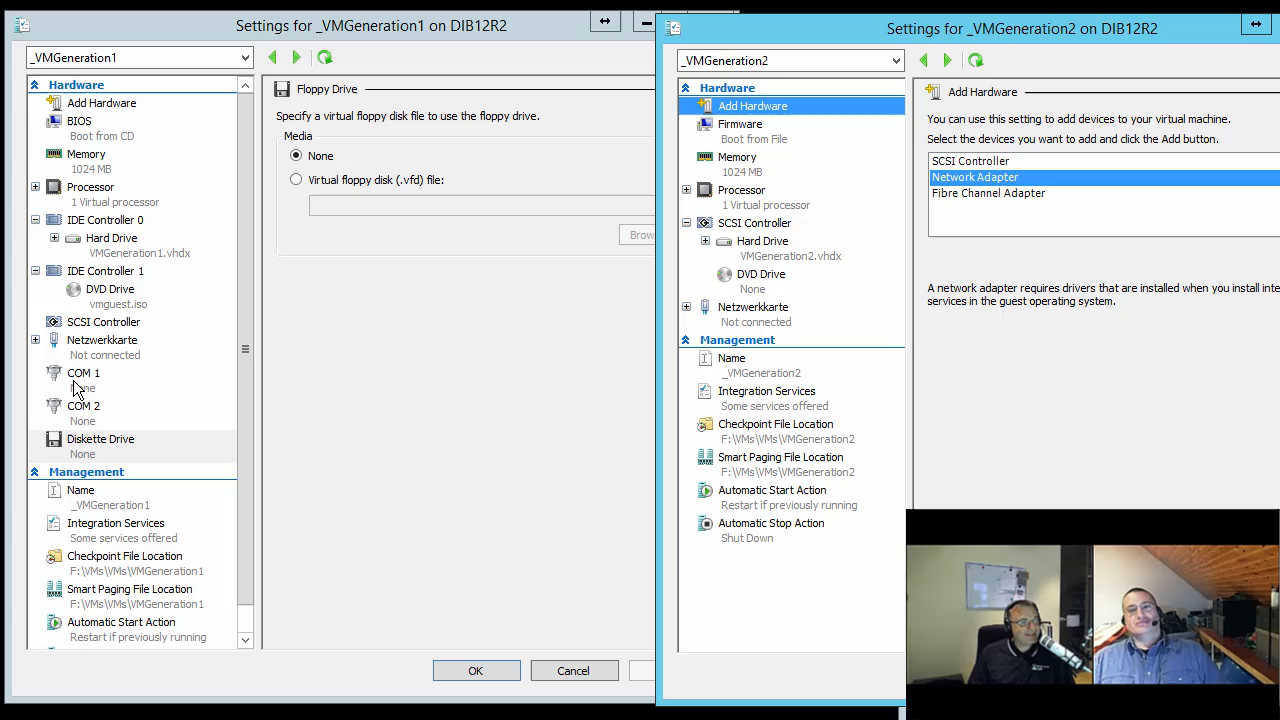 Settings for _VMGeneration1 on DIB12R2
_VMGeneration1
Hardware
Add Hardware
BIOS
Boot from CD
Memory
1024 MB
Processor
1 Virtual processor
IDE Controller 0
Hard Drive
VMGeneration1.vhdx
IDE Controller 1
DVD Drive
vmguest.iso
SCSI Controller
Netzwerkkarte
Not connected
COM 1
None
COM 2
None
Diskette Drive
None
Management
Name
_VMGeneration1
Integration Services
Some services offered
Checkpoint File Location
F:\VMs\VMs\VMGeneration1
Smart Paging File Location
F:\VMs\VMs\VMGeneration1
Automatic Start Action
Restart if previously running
Floppy Drive
Specify a virtual floppy disk file to use the floppy drive.
Media
None
Virtual floppy disk (.vfd) file:
Brow
OK
Cancel
Settings for _VMGeneration2 on DIB12R2
_VMGeneration2
Hardware
Add Hardware
Firmware
Boot from File
Memory
1024 MB
Processor
1 Virtual processor
SCSI Controller
Hard Drive
VMGeneration2.vhdx
DVD Drive
None
Netzwerkkarte
Not connected
Management
Name
_VMGeneration2
Integration Services
Some services offered
Checkpoint File Location
F:\VMs\VMs\VMGeneration2
Smart Paging File Location
F:\VMs\VMs\VMGeneration2
Automatic Start Action
Restart if previously running
Automatic Stop Action
Shut Down
Add Hardware
You can use this setting to add devices to your virtual machine.
Select the devices you want to add and click the Add button.
SCSI Controller
Network Adapter
Fibre Channel Adapter
A network adapter requires drivers that are installed when you install inte
services in the guest operating system.